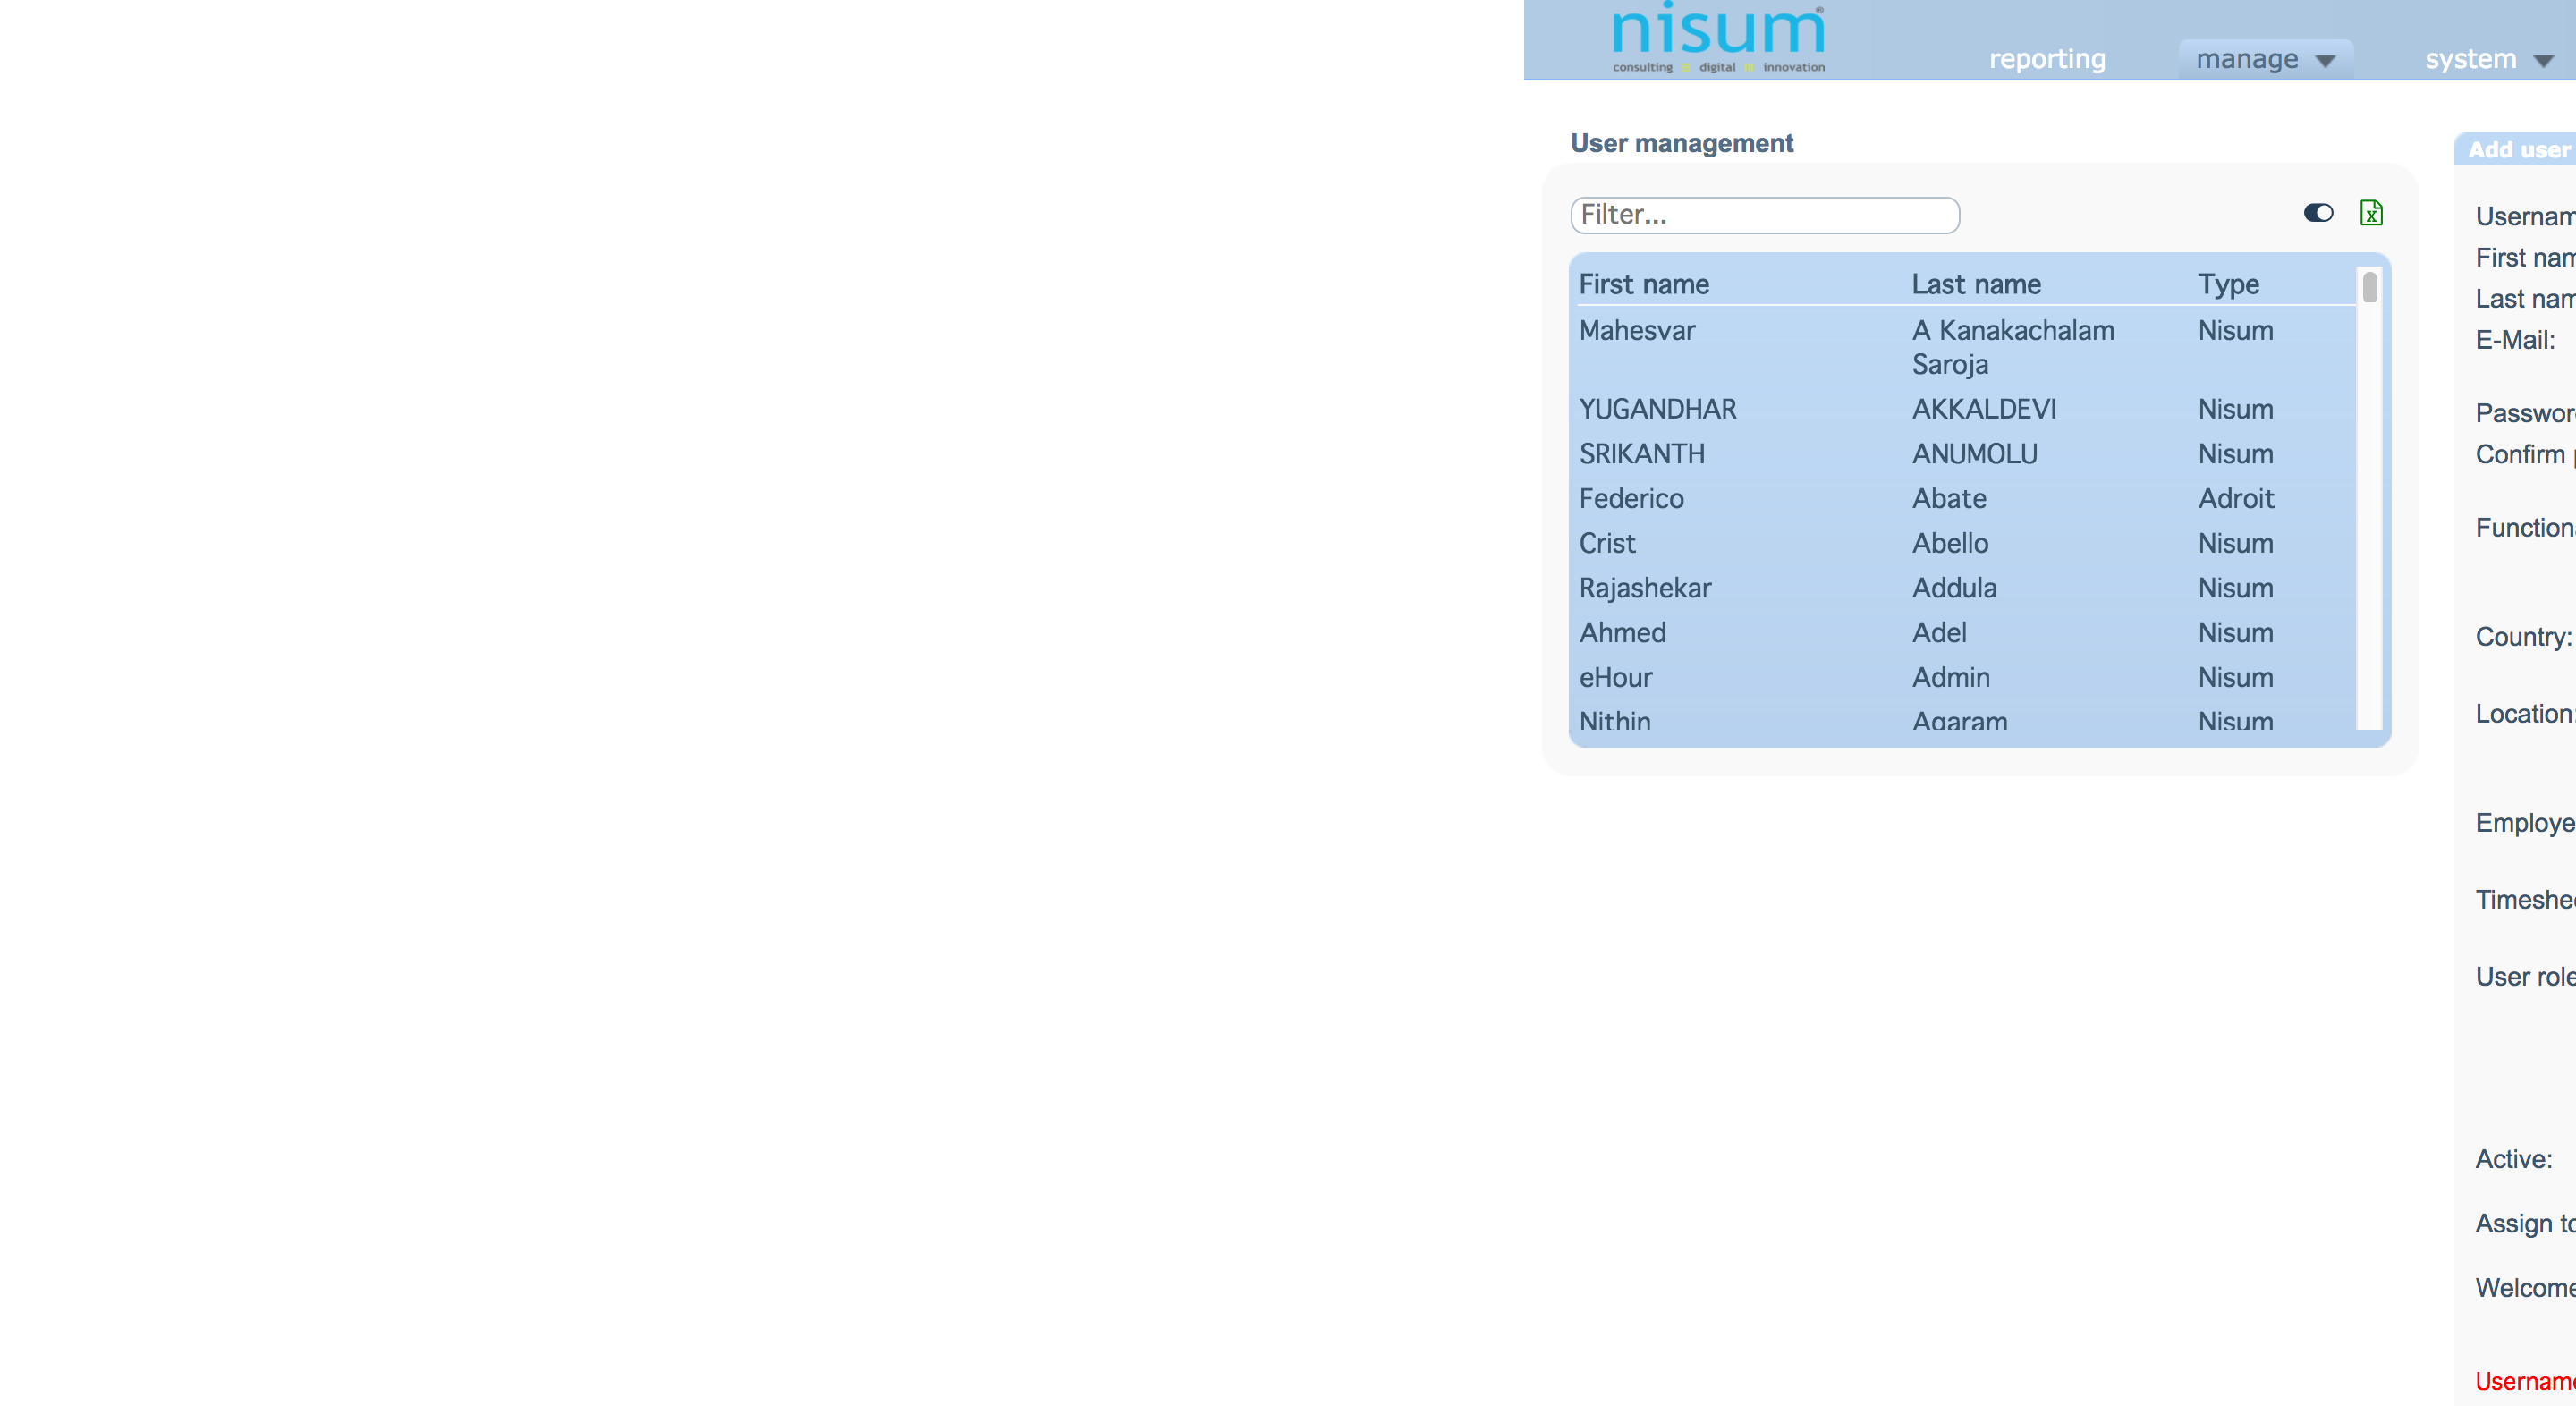 nisum®
consulting digital innovation
reporting manage system
User management
Filter...
First name Last name Type
Mahesvar A Kanakachalam Saroja Nisum
YUGANDHAR AKKALDEVI Nisum
SRIKANTH ANUMOLU Nisum
Federico Abate Adroit
Crist Abello Nisum
Rajashekar Addula Nisum
Ahmed Adel Nisum
eHour Admin Nisum
Nithin Agaram Nisum
Add user
Usernam
First nam
Last nam
E-Mail:
Passwor
Confirm
Function
Country:
Location:
Employe
Timeshe
User role
Active:
Assign to
Welcome
Username